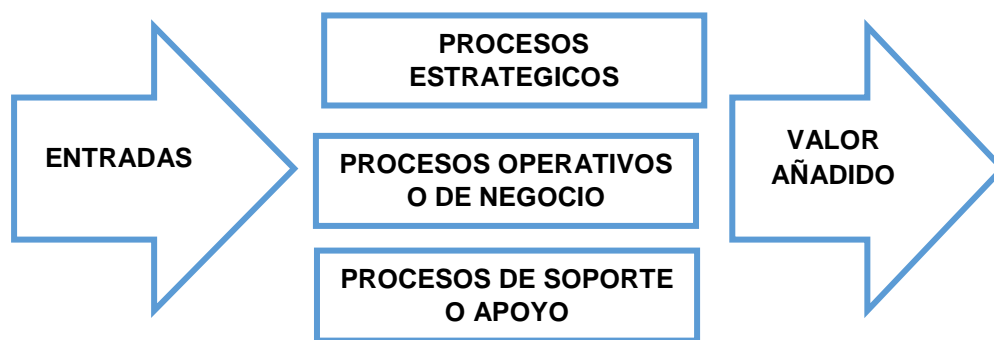 ENTRADAS
PROCESOS
ESTRATEGICOS
PROCESOS OPERATIVOS
O DE NEGOCIO
PROCESOS DE SOPORTE
O APOYO
VALOR
AÑADIDO